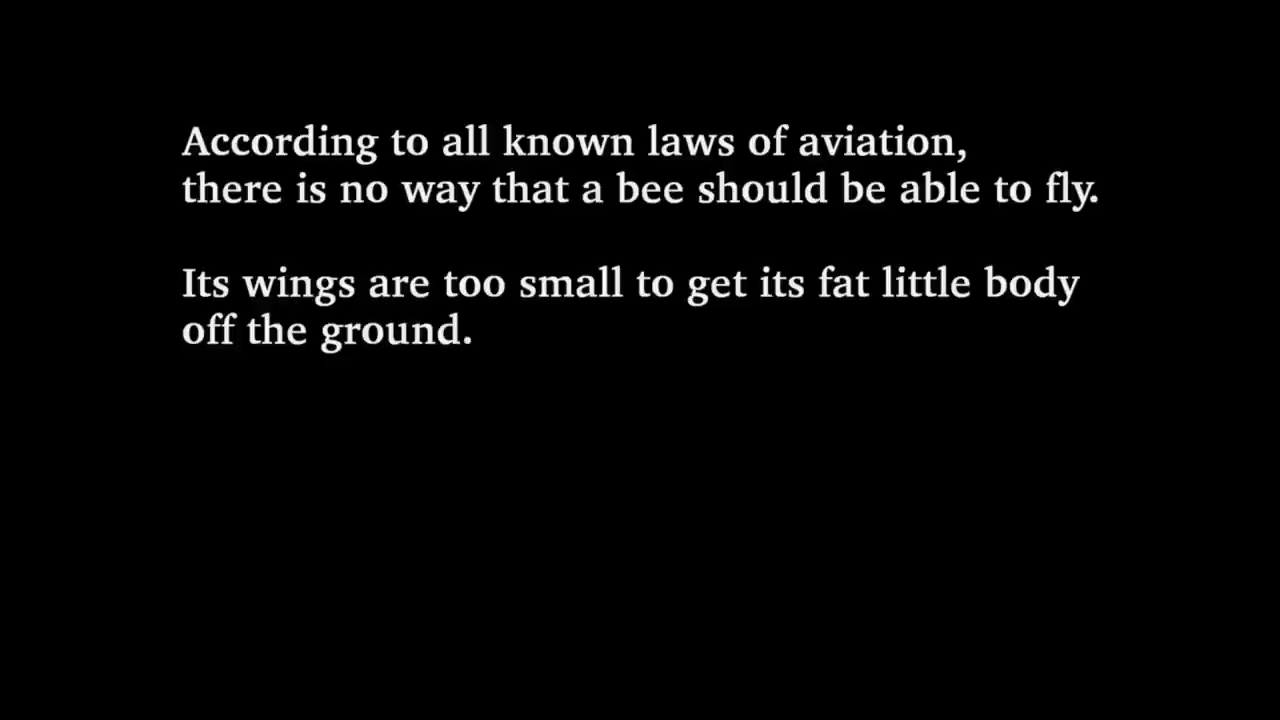 According to all known laws of aviation,
there is no way that a bee should be able to fly.
Its wings are too small to get its fat little body
off the ground.